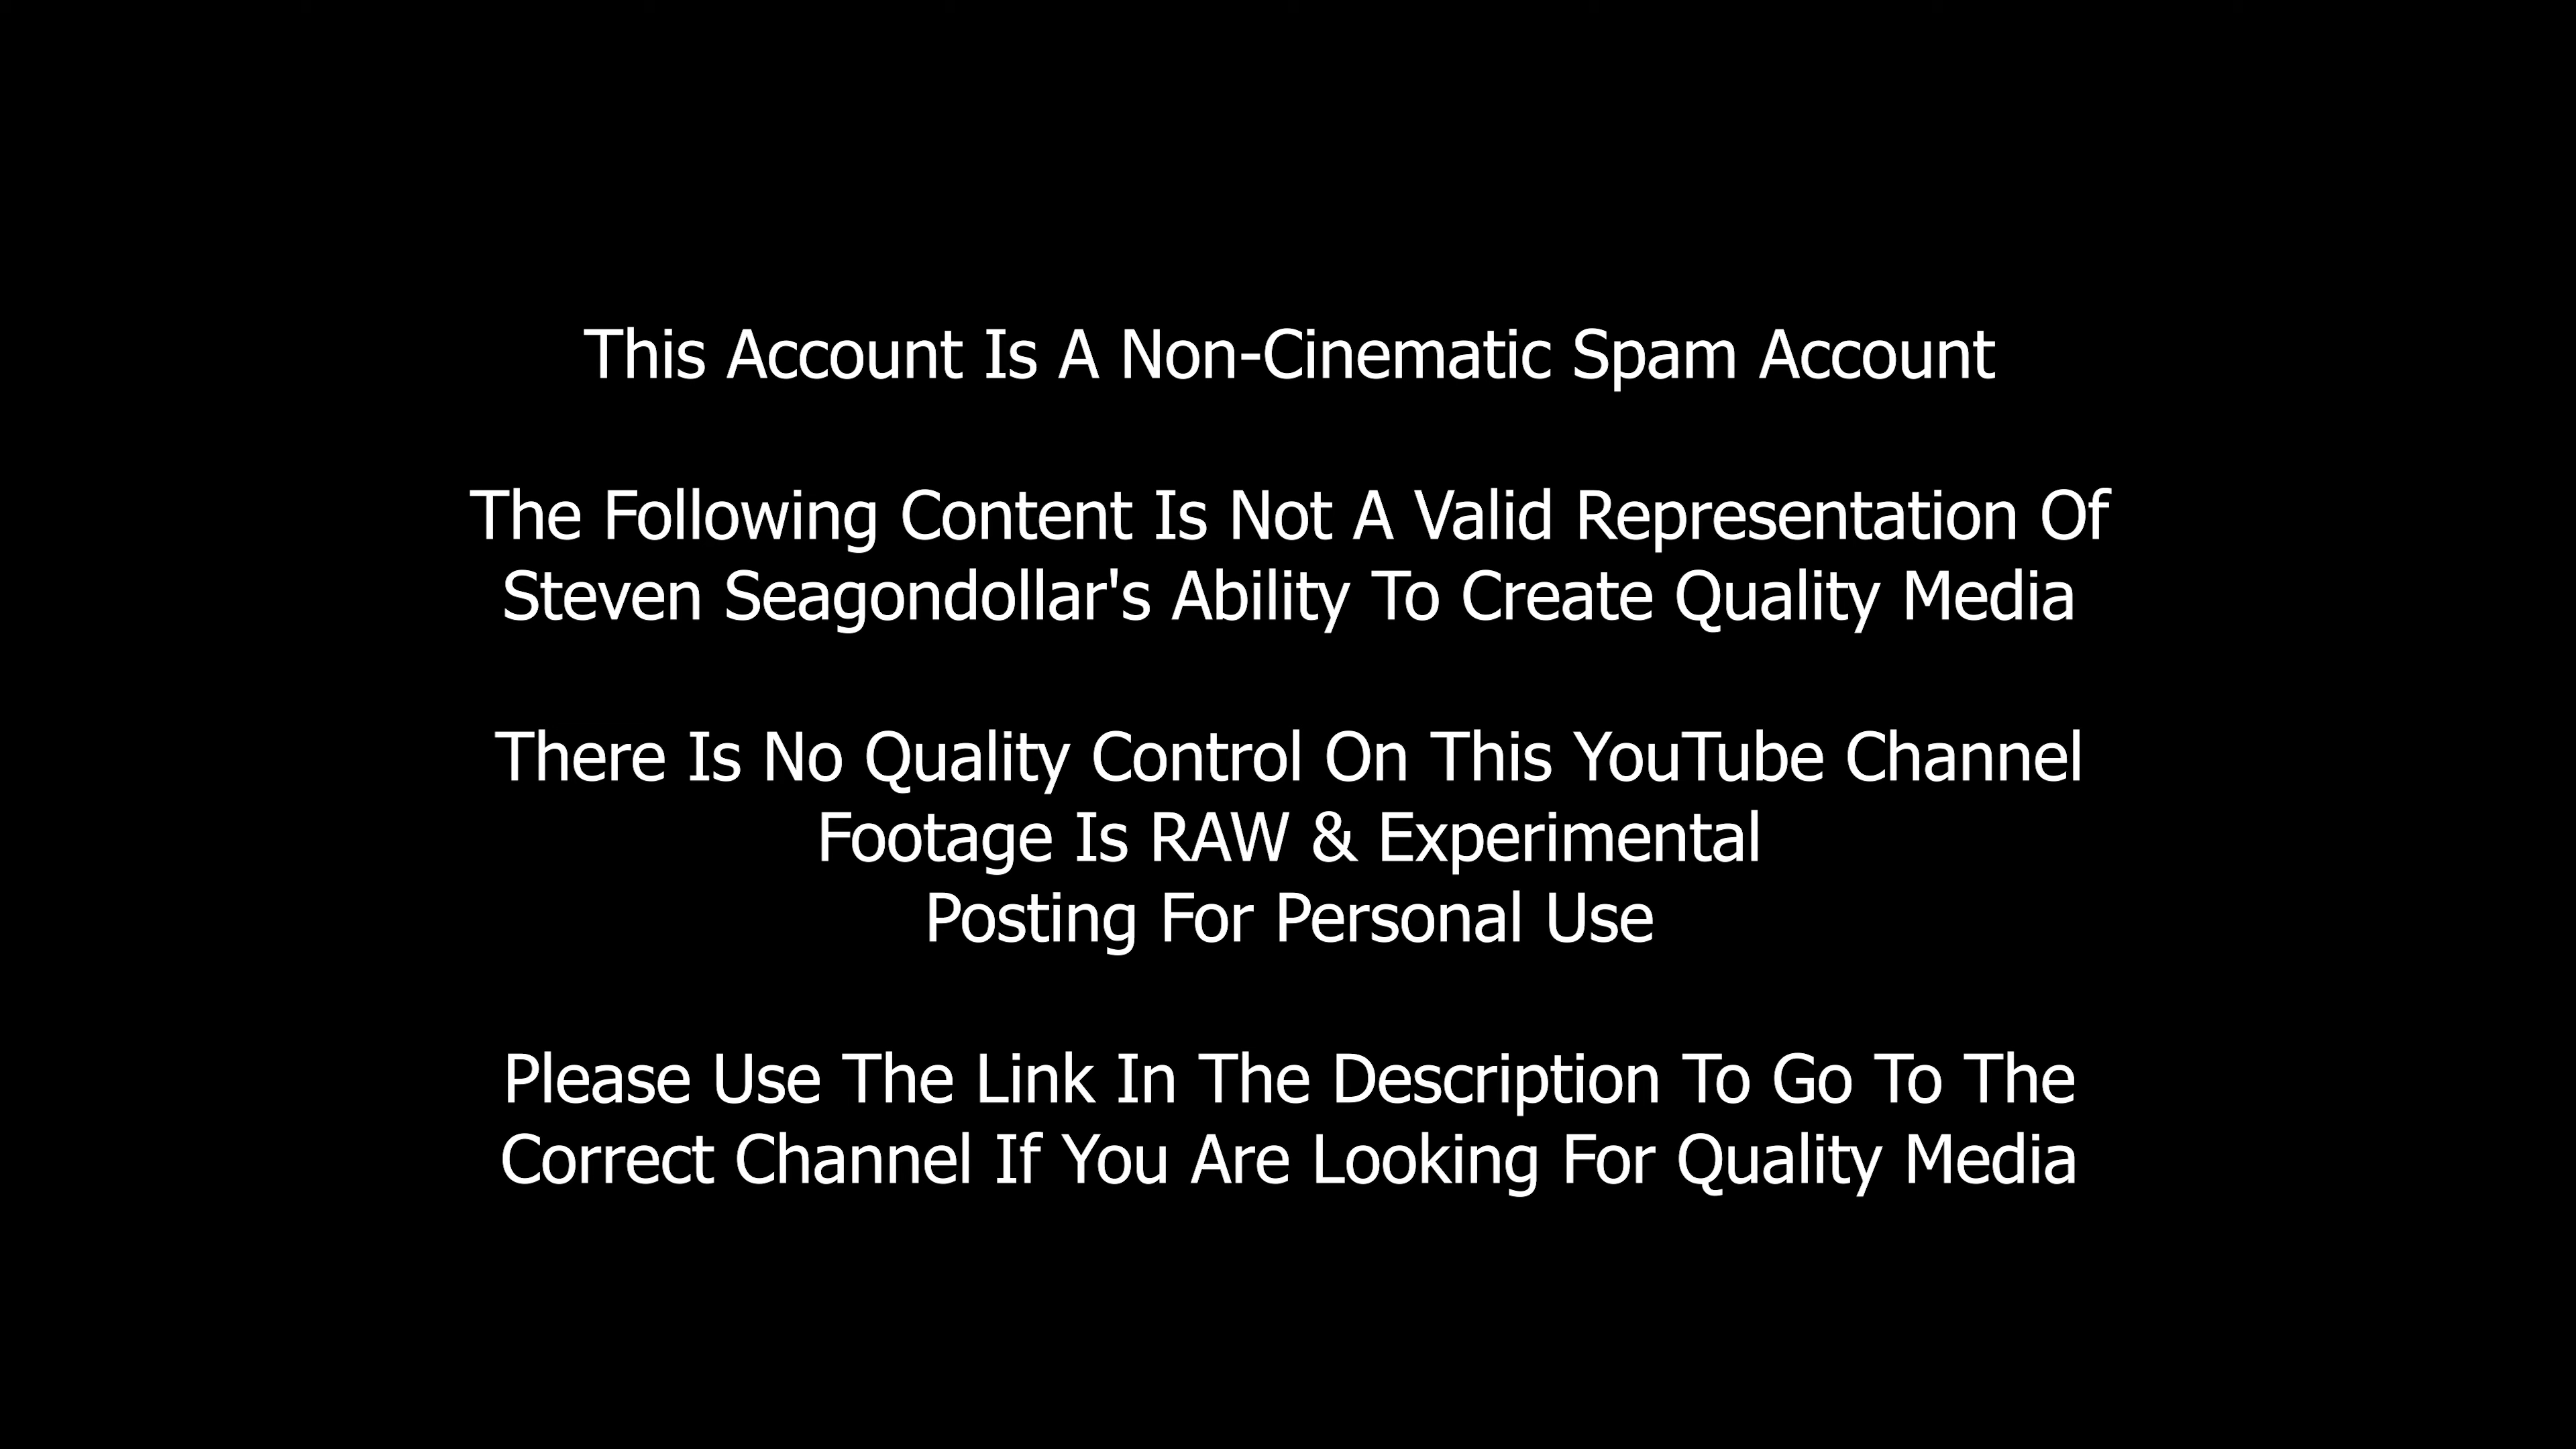 This Account Is A Non-Cinematic Spam Account
The Following Content Is Not A Valid Representation Of
Steven Seagondollar's Ability To Create Quality Media
There Is No Quality Control On This YouTube Channel
Footage Is RAW & Experimental
Posting For Personal Use
Please Use The Link In The Description To Go To The
Correct Channel If You Are Looking For Quality Media